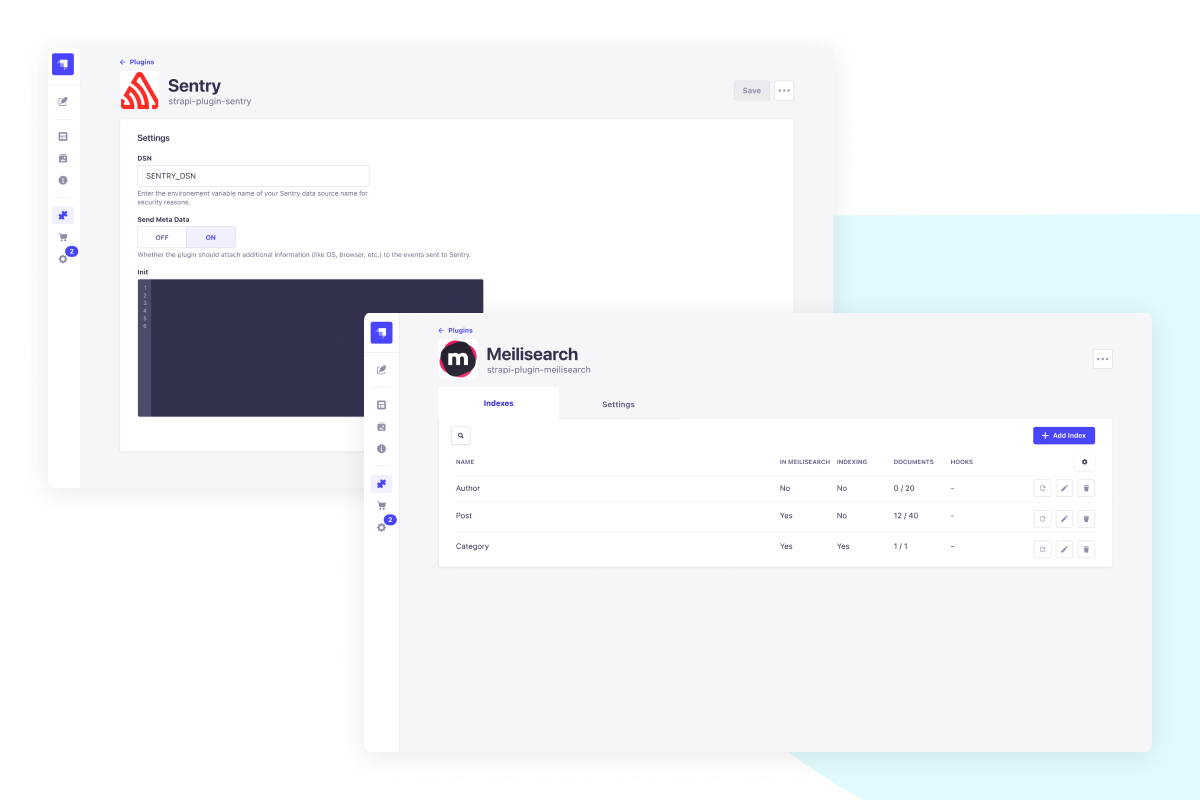 ← Plugins
Sentry
strapi-plugin-sentry
Save
Settings
DSN
SENTRY_DSN
Enter the environement variable name of your Sentry data source name for
security reasons.
Send Meta Data
OFF ON
Whether the plugin should attach additional information (like OS, browser, etc.) to the events sent to Sentry.
Init
1
2
3
4
5
6
2
← Plugins
m
Meilisearch
strapi-plugin-meilisearch
Indexes Settings
+ Add Index
NAME IN MEILISEARCH INDEXING DOCUMENTS HOOKS
Author No No 0 / 20 -
Post Yes No 12 / 40 -
Category Yes Yes 1 / 1 -
2